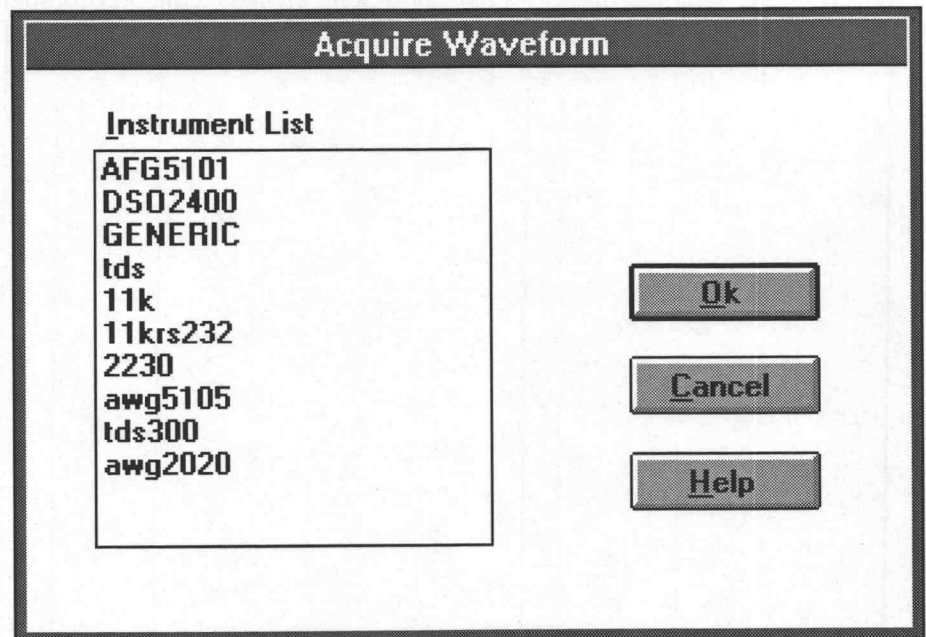 Acquire Waveform
Instrument List
AFG5101
DSO2400
GENERIC
tds
11k
11krs232
2230
awg5105
tds300
awg2020
Ok
Cancel
Help